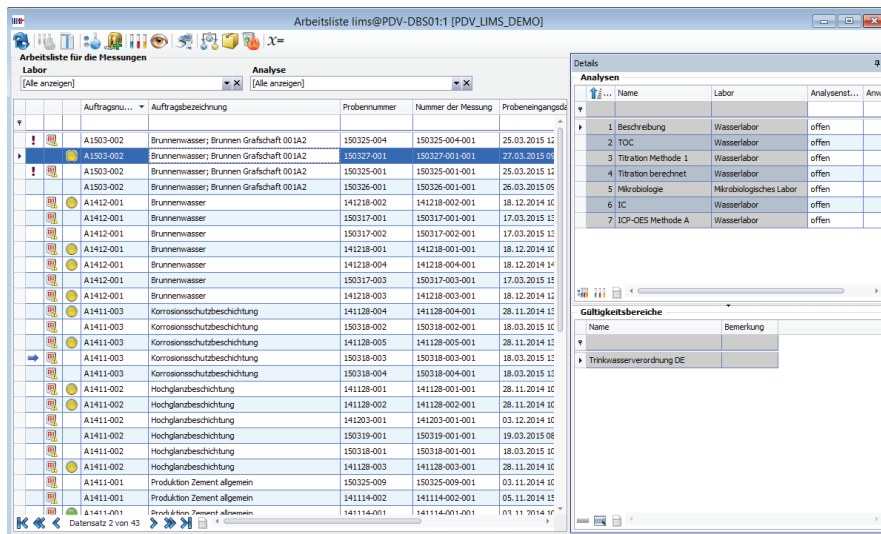 Arbeitsliste lims@PDV-DBS01:1 [PDV_LIMS_DEMO]
x=
Arbeitsliste für die Messungen
Labor Analyse
[Alle anzeigen] [Alle anzeigen]
Auftragsnu... Auftragsbezeichnung Probennummer Nummer der Messung Probeneingangsda
A1503-002 Brunnenwasser; Brunnen Grafschaft 001A2 150325-004 150325-004-001 25.03.2015 12
A1503-002 Brunnenwasser; Brunnen Grafschaft 001A2 150327-001 150327-001-001 27.03.2015 09
A1503-002 Brunnenwasser; Brunnen Grafschaft 001A2 150325-001 150325-001-001 25.03.2015 12
A1503-002 Brunnenwasser; Brunnen Grafschaft 001A2 150326-001 150326-001-001 26.03.2015 09
A1412-001 Brunnenwasser 141218-002 141218-002-001 18.12.2014 10
A1412-001 Brunnenwasser 150317-001 150317-001-001 17.03.2015 13
A1412-001 Brunnenwasser 150317-002 150317-002-001 17.03.2015 13
A1412-001 Brunnenwasser 141218-001 141218-001-001 18.12.2014 10
A1412-001 Brunnenwasser 141218-004 141218-004-001 18.12.2014 14
A1412-001 Brunnenwasser 150317-003 150317-003-001 17.03.2015 15
A1412-001 Brunnenwasser 141218-003 141218-003-001 18.12.2014 12
A1411-003 Korrosionsschutzbeschichtung 141128-004 141128-004-001 28.11.2014 13
A1411-003 Korrosionsschutzbeschichtung 150318-002 150318-002-001 18.03.2015 10
A1411-003 Korrosionsschutzbeschichtung 141128-005 141128-005-001 28.11.2014 13
A1411-003 Korrosionsschutzbeschichtung 150318-003 150318-003-001 18.03.2015 13
A1411-003 Korrosionsschutzbeschichtung 150318-004 150318-004-001 18.03.2015 13
A1411-002 Hochglanzbeschichtung 141128-001 141128-001-001 28.11.2014 10
A1411-002 Hochglanzbeschichtung 141128-002 141128-002-001 28.11.2014 10
A1411-002 Hochglanzbeschichtung 141203-001 141203-001-001 03.12.2014 10
A1411-002 Hochglanzbeschichtung 150319-001 150319-001-001 19.03.2015 08
A1411-002 Hochglanzbeschichtung 150318-001 150318-001-001 18.03.2015 10
A1411-002 Hochglanzbeschichtung 141128-003 141128-003-001 28.11.2014 10
A1411-001 Produktion Zement allgemein 150325-009 150325-009-001 03.11.2014 10
A1411-001 Produktion Zement allgemein 141114-002 141114-002-001 05.11.2014 15
A1411-001 Produktion Zement allgemein 141114-001 141114-001-001 03.11.2014 10
Datensatz 2 von 43
Details
Analysen
Name Labor Analysenst... Anw
1 Beschreibung Wasserlabor offen
2 TOC Wasserlabor offen
3 Titration Methode 1 Wasserlabor offen
4 Titration berechnet Wasserlabor offen
5 Mikrobiologie Mikrobiologisches Labor offen
6 IC Wasserlabor offen
7 ICP-OES Methode A Wasserlabor offen
Gültigkeitsbereiche
Name Bemerkung
Trinkwasserverordnung DE